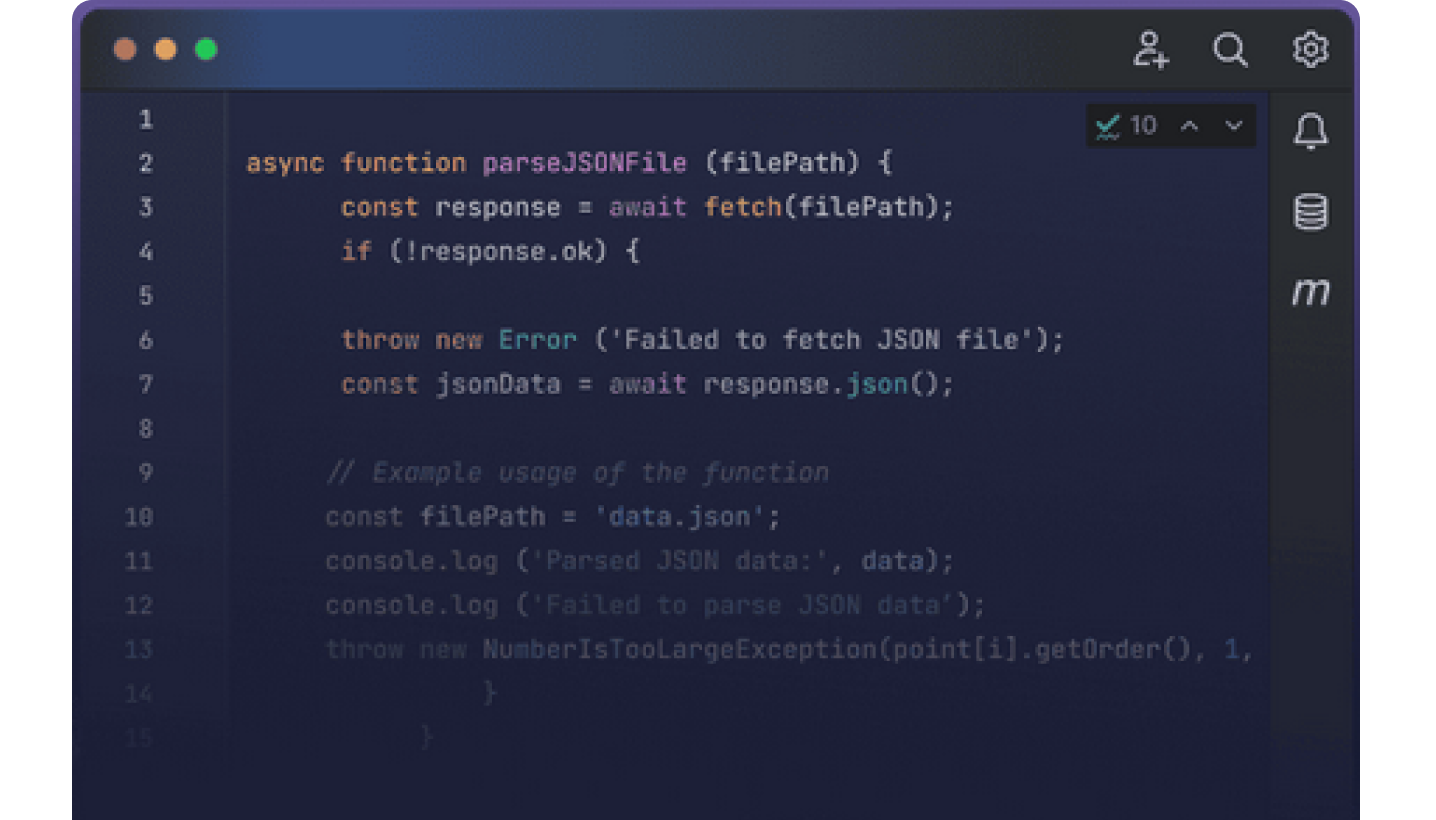 10
1
2 async function parseJSONFile (filePath) {
3 const response = await fetch(filePath);
4 if (!response.ok) {
5
6 throw new Error ('Failed to fetch JSON file');
7 const jsonData = await response.json();
8
9 // Example usage of the function
10 const filePath = 'data.json';
11 console.log ('Parsed JSON data:', data);
12 console.log ('Failed to parse JSON data’);
13 throw new NumberIsTooLargeException(point[i].getOrder(), 1,
14 }
15 }
m